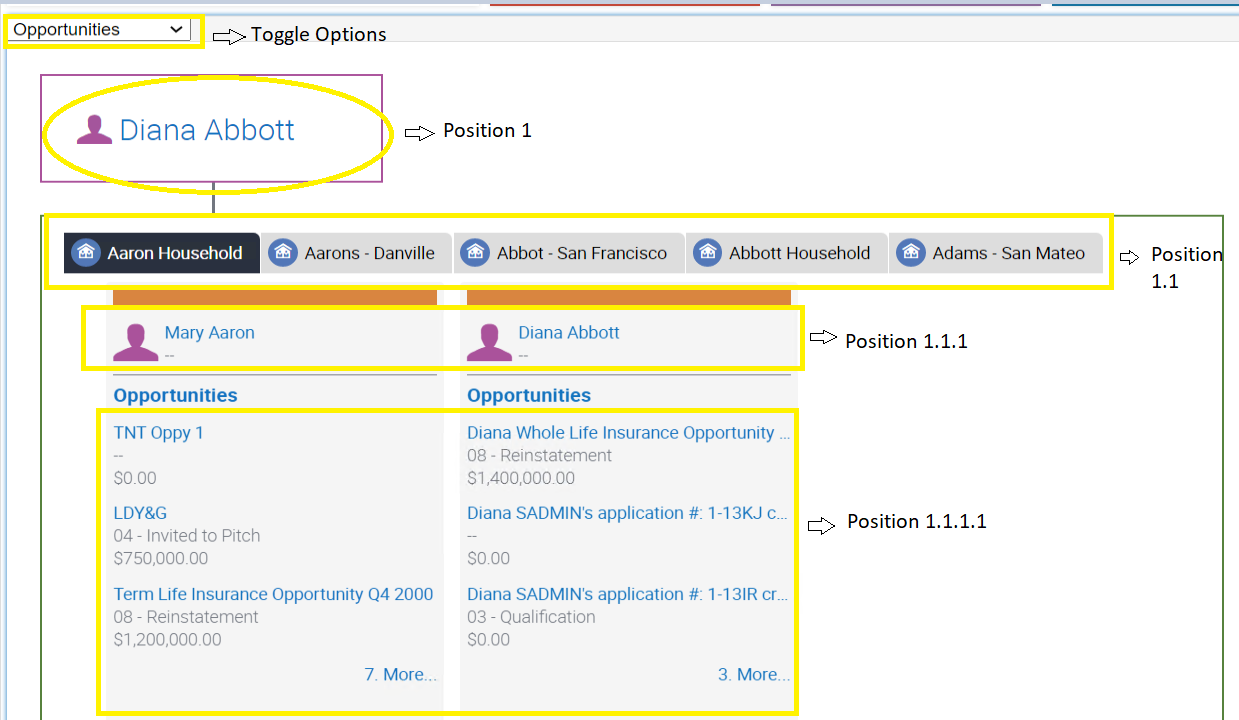 Opportunities
Toggle Options
Diana Abbott
Position 1
Aaron Household
Aarons - Danville
Abbot - San Francisco
Abbott Household
Adams - San Mateo
Position
1.1
Mary Aaron
--
Diana Abbott
--
Position 1.1.1
Opportunities
TNT Oppy 1
--
$0.00
LDY&G
04 - Invited to Pitch
$750,000.00
Term Life Insurance Opportunity Q4 2000
08 - Reinstatement
$1,200,000.00
7. More...
Opportunities
Diana Whole Life Insurance Opportunity ...
08 - Reinstatement
$1,400,000.00
Diana SADMIN's application #: 1-13KJ c...
--
$0.00
Diana SADMIN's application #: 1-13IR cr...
03 - Qualification
$0.00
3. More...
Position 1.1.1.1